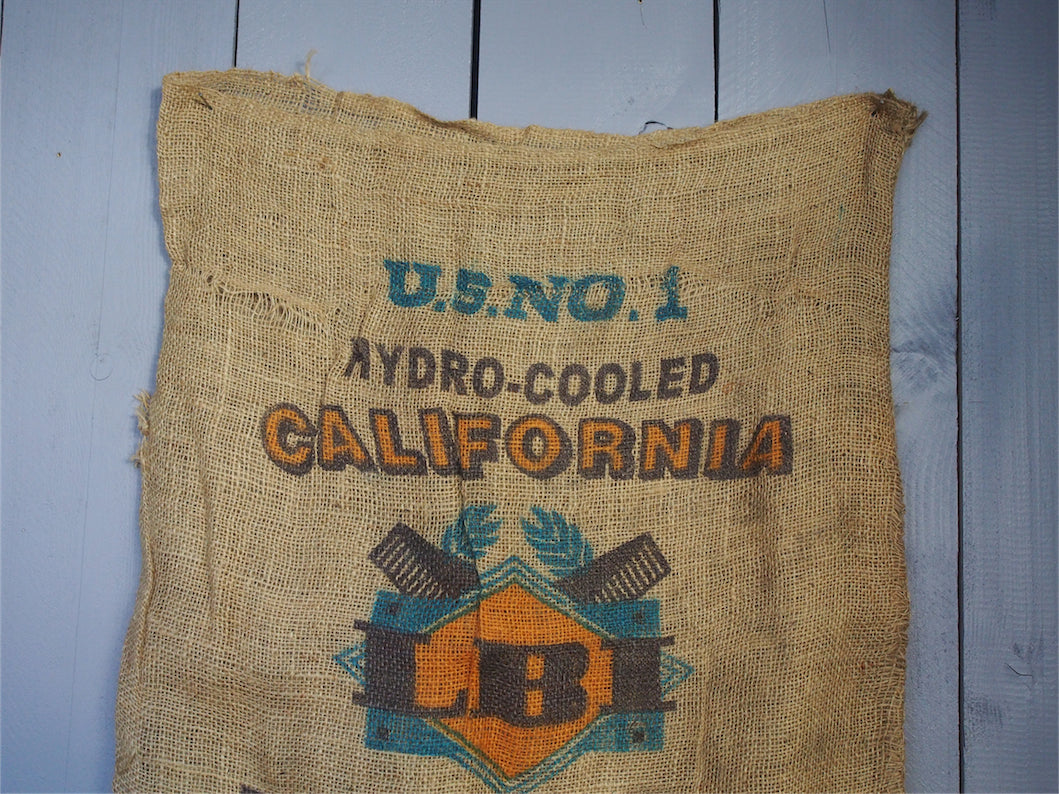 U.S. NO. 1
HYDRO-COOLED
CALIFORNIA
LBI